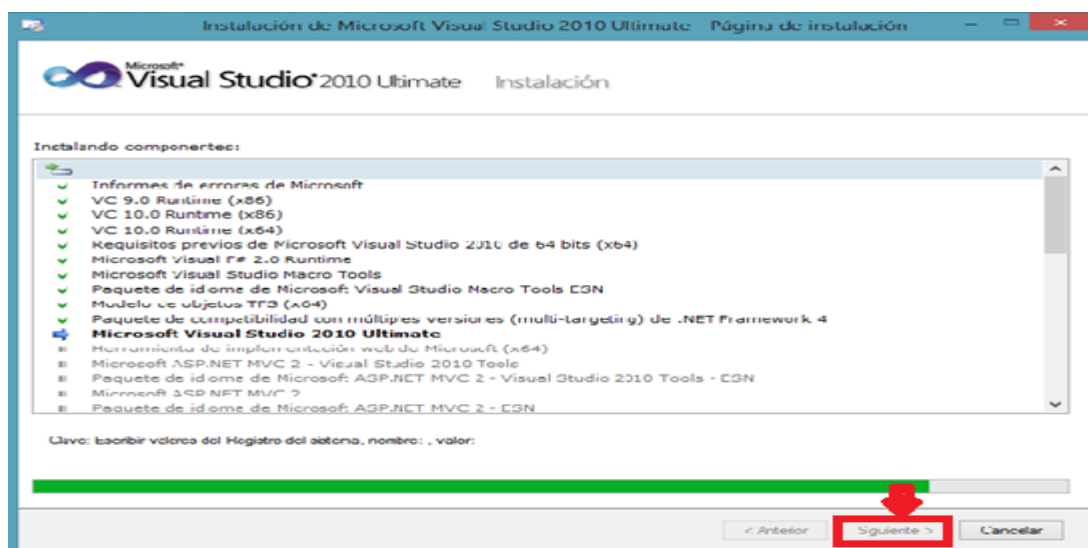 Instalación de Microsoft Visual Studio 2010 Ultimate Página de instalación
Microsoft
Visual Studio 2010 Ultimate Instalación
Instalando componentes:
Informes de errores de Microsoft
VC 9.0 Runtime (x86)
VC 10.0 Runtime (x86)
VC 10.0 Runtime (x64)
Requisitos previos de Microsoft Visual Studio 2010 de 64 bits (x64)
Microsoft Visual F# 2.0 Runtime
Microsoft Visual Studio Macro Tools
Paquete de idioma de Microsoft Visual Studio Macro Tools ESN
Modelo de objetos TFS (x64)
Paquete de compatibilidad con múltiples versiones (multi-targeting) de .NET Framework 4
Microsoft Visual Studio 2010 Ultimate
Herramienta de implementación web de Microsoft (x64)
Microsoft ASP.NET MVC 2 - Visual Studio 2010 Tools
Paquete de idioma de Microsoft ASP.NET MVC 2 - Visual Studio 2010 Tools - ESN
Microsoft ASP.NET MVC 2
Paquete de idioma de Microsoft ASP.NET MVC 2 - ESN
Clave: Escribir valores del Registro del sistema, nombre: , valor:
< Anterior Siguiente > Cancelar